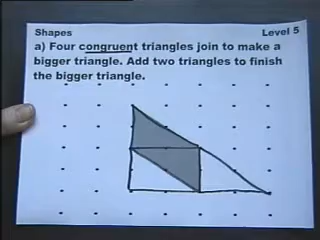 Shapes Level 5
a) Four congruent triangles join to make a
bigger triangle. Add two triangles to finish
the bigger triangle.